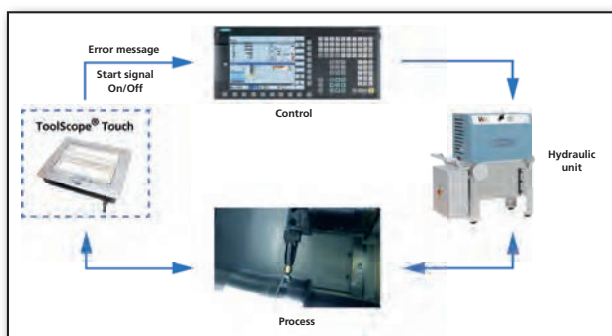 Error message
Start signal
On/Off
Control
ToolScope® Touch
Hydraulic
unit
Process